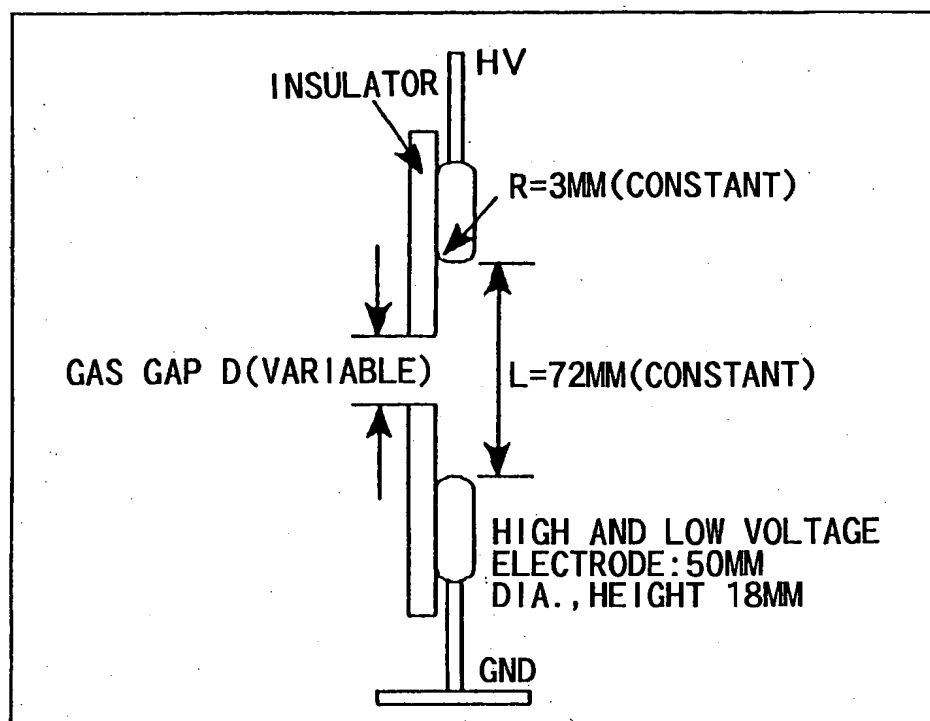 HV
INSULATOR
R=3MM(CONSTANT)
GAS GAP D(VARIABLE)
L=72MM(CONSTANT)
HIGH AND LOW VOLTAGE
ELECTRODE:50MM
DIA.,HEIGHT 18MM
GND